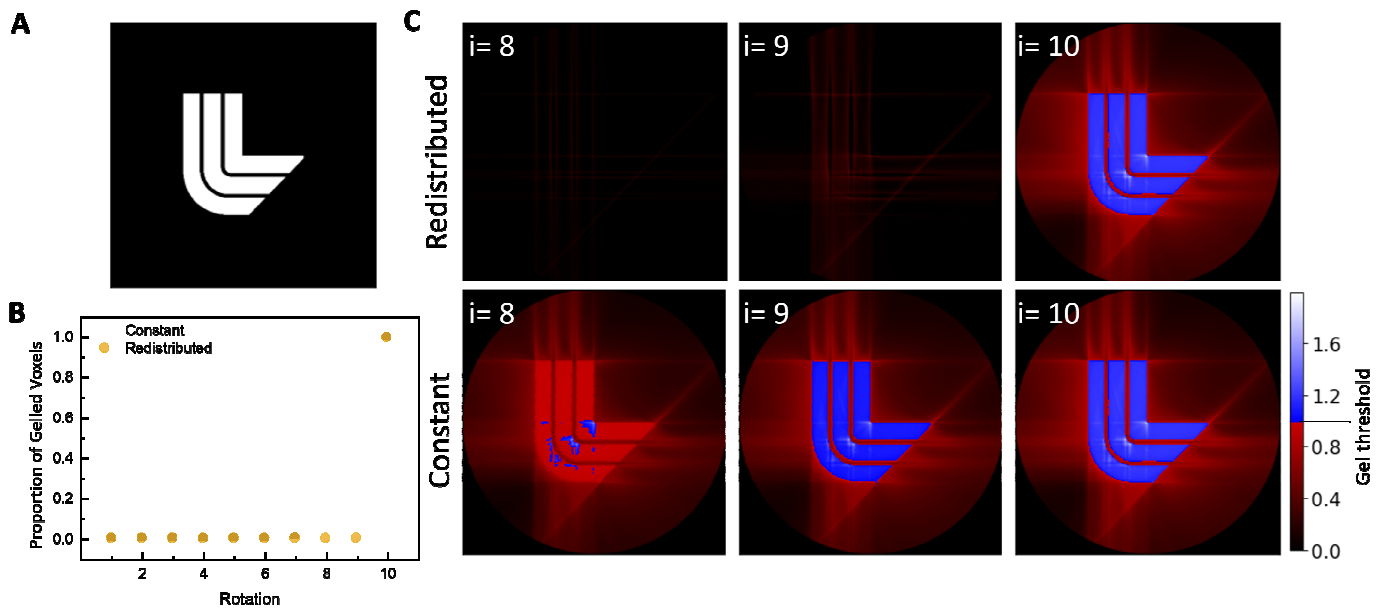 A
B
Proportion of Gelled Voxels
1.0
0.8
0.6
0.4
0.2
0.0
Constant
Redistributed
2
4
6
8
10
Rotation
C
Redistributed
i= 8
i= 9
i= 10
Constant
i= 8
i= 9
i= 10
1.6
1.2
0.8
0.4
0.0
Gel threshold